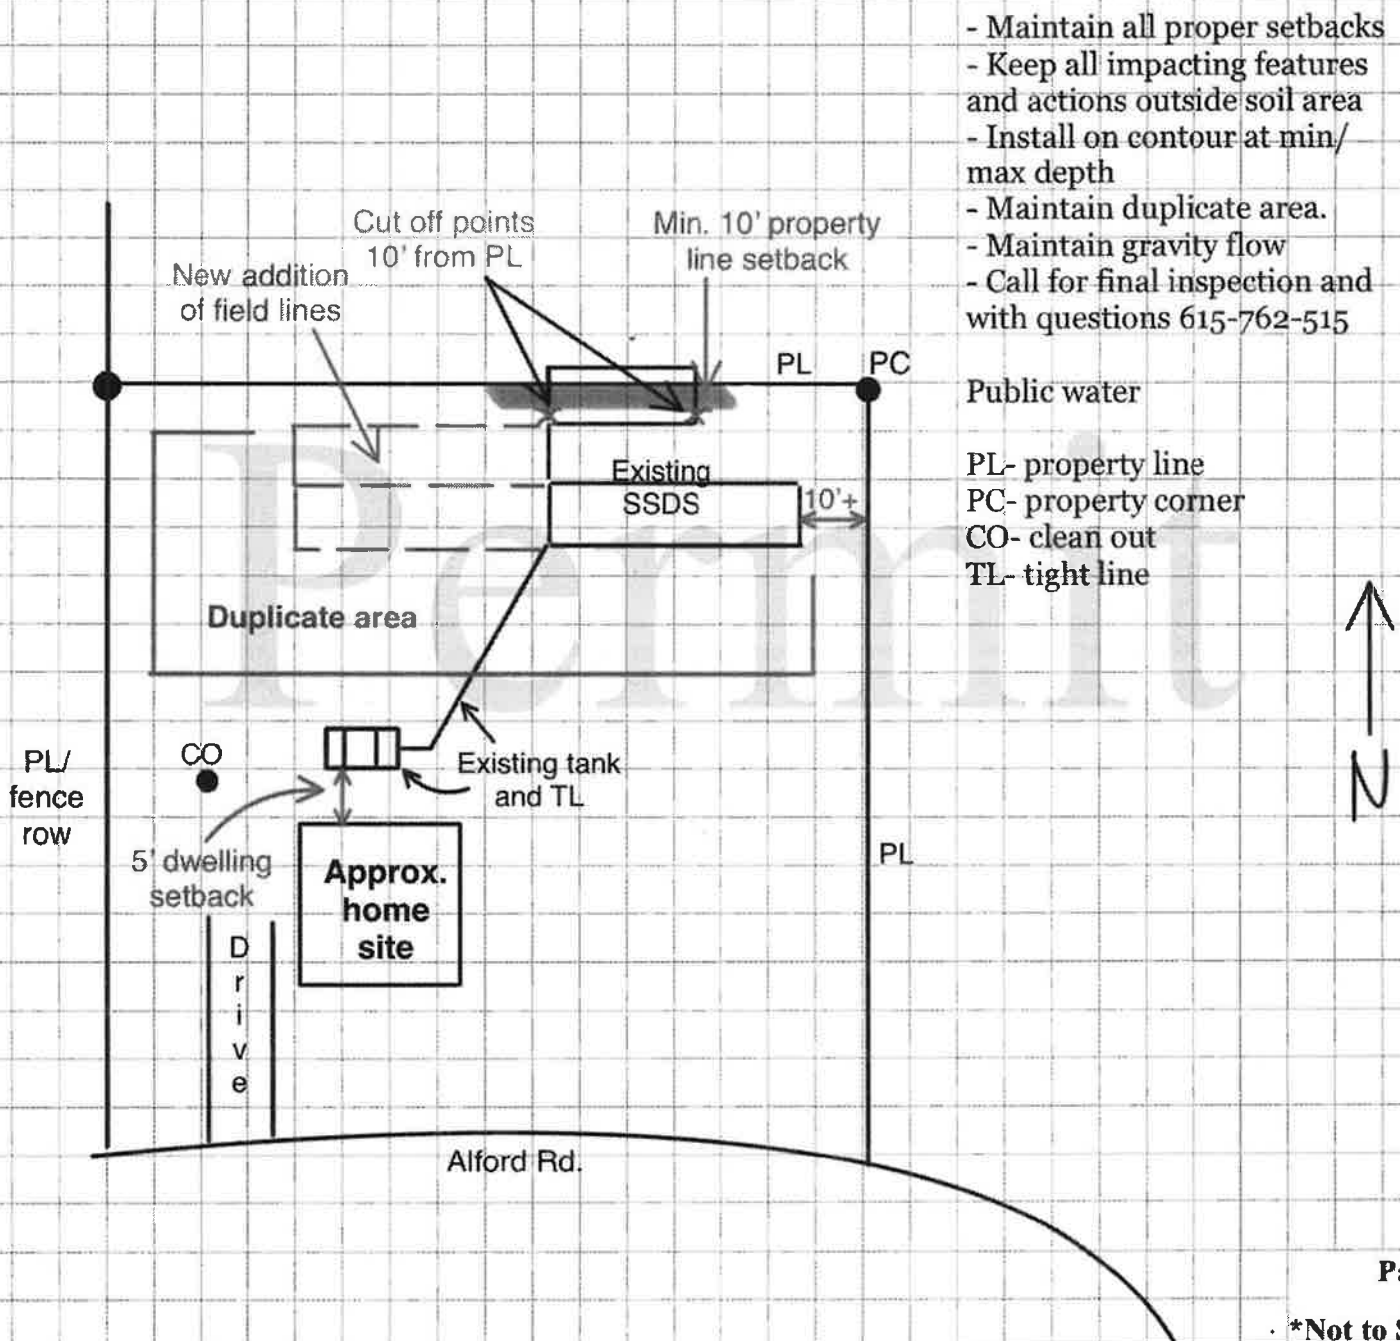 - Maintain all proper setbacks
- Keep all impacting features
and actions outside soil area
- Install on contour at min/
max depth
- Maintain duplicate area.
- Maintain gravity flow
- Call for final inspection and
with questions 615-762-515
Public water
PL- property line
PC- property corner
CO- clean out
TL- tight line
Cut off points
10' from PL
Min. 10' property
line setback
New addition
of field lines
PL
PC
Existing
SSDS
10'+
Permit
Duplicate area
CO
PL/
fence
row
Existing tank
and TL
N
5' dwelling
setback
Approx.
home
site
PL
Drive
Alford Rd.
*Not to